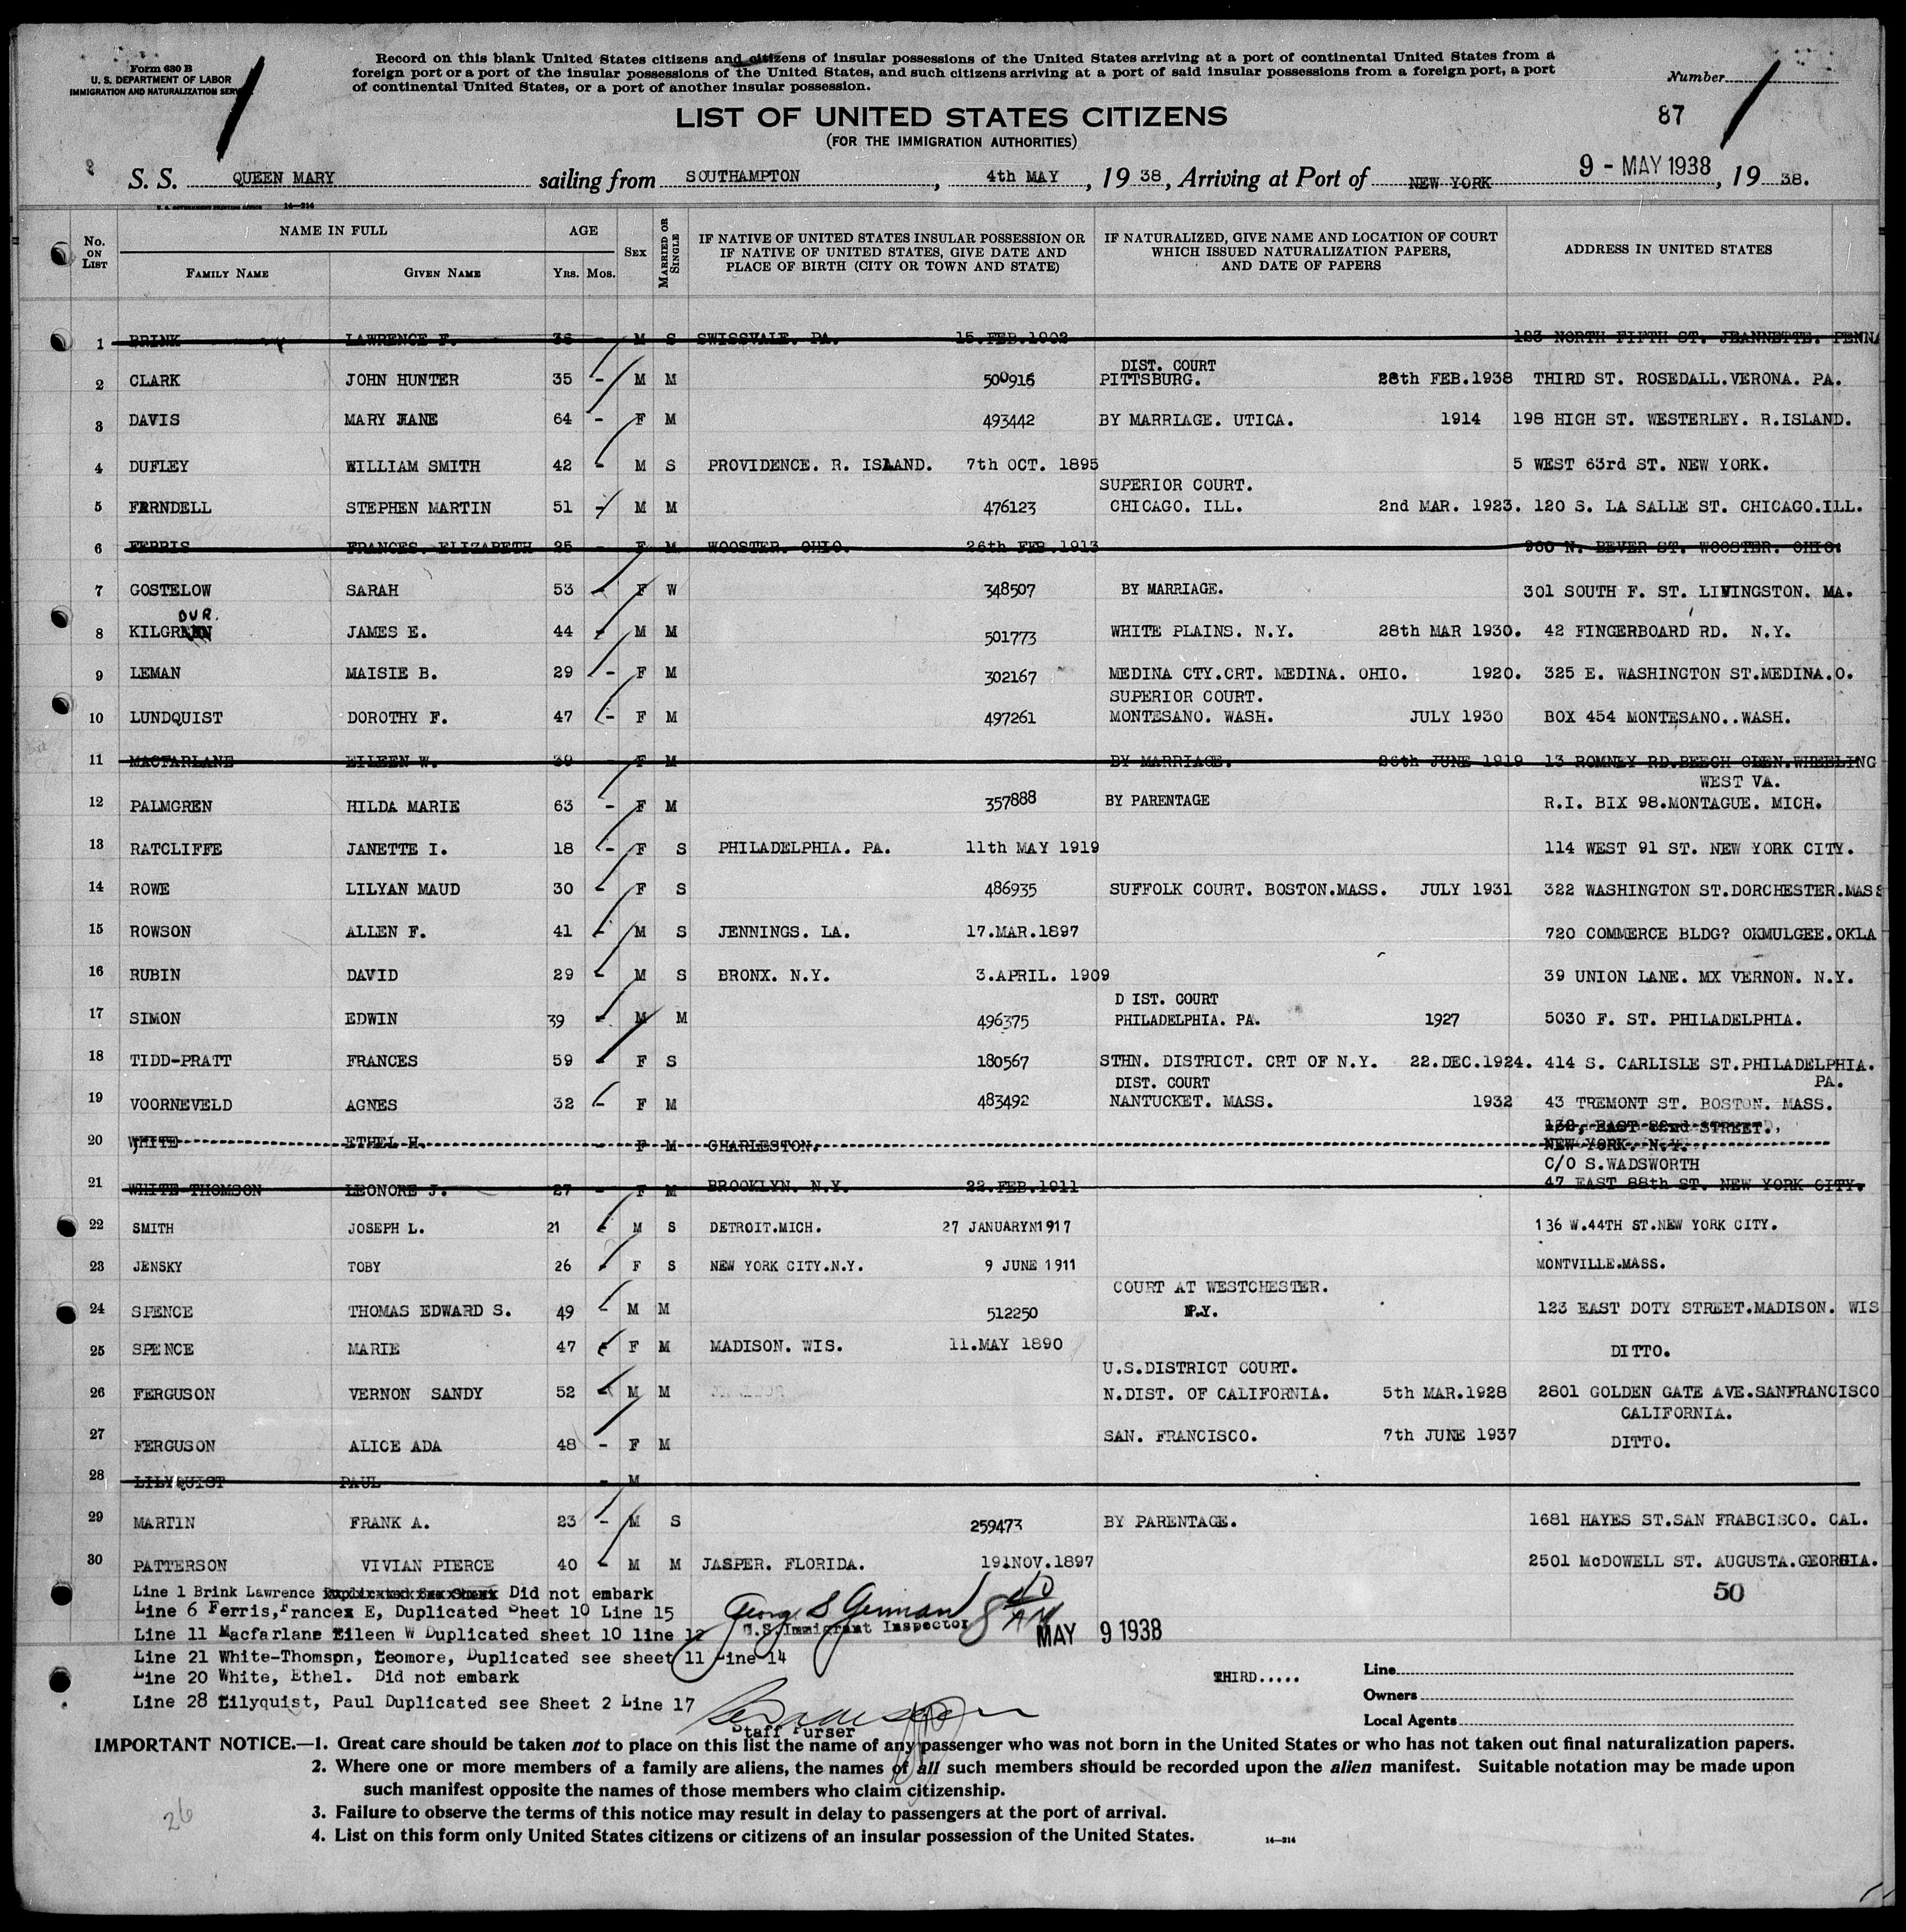 Form 630 B
U. S. DEPARTMENT OF LABOR
IMMIGRATION AND NATURALIZATION SERV
Record on this blank United States citizens and citizens of insular possessions of the United States arriving at a port of continental United States from a
foreign port or a port of the insular possessions of the United States, and such citizens arriving at a port of said insular possessions from a foreign port, a port
of continental United States, or a port of another insular possession.
Number
87
LIST OF UNITED STATES CITIZENS
(FOR THE IMMIGRATION AUTHORITIES)
S. S. QUEEN MARY sailing from SOUTHAMPTON, 4th MAY, 19 38, Arriving at Port of NEW YORK 9 - MAY 1938, 19 38.
U. S. GOVERNMENT PRINTING OFFICE 14-214
No. ON LIST NAME IN FULL FAMILY NAME GIVEN NAME AGE YRS. MOS. SEX MARRIED OR SINGLE IF NATIVE OF UNITED STATES INSULAR POSSESSION OR IF NATIVE OF UNITED STATES, GIVE DATE AND PLACE OF BIRTH (CITY OR TOWN AND STATE) IF NATURALIZED, GIVE NAME AND LOCATION OF COURT WHICH ISSUED NATURALIZATION PAPERS, AND DATE OF PAPERS ADDRESS IN UNITED STATES
1 BRINK LAWRENCE F. 36 - M S SWISSVALE. PA. 15.FEB.1902 123 NORTH FIFTH ST. JEANNETTE. PENNA
DIST. COURT
2 CLARK JOHN HUNTER 35 - M M 500916 PITTSBURG. 28th FEB.1938 THIRD ST. ROSEDALL.VERONA. PA.
3 DAVIS MARY JANE 64 - F M 493442 BY MARRIAGE. UTICA. 1914 198 HIGH ST. WESTERLEY. R.ISLAND.
4 DUFLEY WILLIAM SMITH 42 - M S PROVIDENCE. R. ISLAND. 7th OCT. 1895 5 WEST 63rd ST. NEW YORK.
SUPERIOR COURT.
5 FARNDELL STEPHEN MARTIN 51 - M M 476123 CHICAGO. ILL. 2nd MAR. 1923. 120 S. LA SALLE ST. CHICAGO.ILL.
6 FERRIS FRANCES. ELIZABETH 25 - F M WOOSTER. OHIO. 26th FEB.1913 960 N. BEVER ST. WOOSTER. OHIO.
7 GOSTELOW SARAH 53 - F W 348507 BY MARRIAGE. 301 SOUTH F. ST. LIVINGSTON. MA.
DUR.
8 KILGR JAMES E. 44 - M M 501773 WHITE PLAINS. N.Y. 28th MAR 1930. 42 FINGERBOARD RD. N.Y.
9 LEMAN MAISIE B. 29 - F M 302167 MEDINA CTY.CRT. MEDINA. OHIO. 1920. 325 E. WASHINGTON ST.MEDINA.O.
SUPERIOR COURT.
10 LUNDQUIST DOROTHY F. 47 - F M 497261 MONTESANO. WASH. JULY 1930 BOX 454 MONTESANO..WASH.
11 MACFARLANE EILEEN W. 39 - F M BY MARRIAGE. 26th JUNE 1919 13 ROMNEY RD.BEECH GLEN.WHEELING
WEST VA.
12 PALMGREN HILDA MARIE 63 - F M 357888 BY PARENTAGE R.I. BIX 98.MONTAGUE. MICH.
13 RATCLIFFE JANETTE I. 18 - F S PHILADELPHIA. PA. 11th MAY 1919 114 WEST 91 ST. NEW YORK CITY.
14 ROWE LILYAN MAUD 30 - F S 486935 SUFFOLK COURT. BOSTON.MASS. JULY 1931 322 WASHINGTON ST.DORCHESTER.MASS
15 ROWSON ALLEN F. 41 - M S JENNINGS. LA. 17.MAR.1897 720 COMMERCE BLDG? OKMULGEE.OKLA
16 RUBIN DAVID 29 - M S BRONX. N.Y. 3.APRIL. 1909 39 UNION LANE. MX VERNON. N.Y.
D IST. COURT
17 SIMON EDWIN 39 - M M 496375 PHILADELPHIA. PA. 1927 5030 F. ST. PHILADELPHIA.
18 TIDD-PRATT FRANCES 59 - F S 180567 STHN. DISTRICT. CRT OF N.Y. 22.DEC.1924. 414 S. CARLISLE ST.PHILADELPHIA.
DIST. COURT PA.
19 VOORNEVELD AGNES 32 - F M 483492 NANTUCKET. MASS. 1932 43 TREMONT ST. BOSTON. MASS.
EAST 82nd STREET.
20 WHITE ETHEL H. - F M CHARLESTON. NEW YORK. N.Y.
C/O S.WADSWORTH
21 WHITE THOMSON LEONORE J. 27 - F M BROOKLYN. N.Y. 22.FEB.1911 47 EAST 88th ST. NEW YORK CITY.
22 SMITH JOSEPH L. 21 - M S DETROIT.MICH. 27 JANUARYN1917 136 W.44TH ST.NEW YORK CITY.
23 JENSKY TOBY 26 - F S NEW YORK CITY.N.Y. 9 JUNE 1911 MONTVILLE.MASS.
COURT AT WESTCHESTER.
24 SPENCE THOMAS EDWARD S. 49 - M M 512250 N.Y. 123 EAST DOTY STREET.MADISON. WIS
25 SPENCE MARIE 47 - F M MADISON. WIS. 11.MAY 1890 DITTO.
U.S.DISTRICT COURT.
26 FERGUSON VERNON SANDY 52 - M M N.DIST. OF CALIFORNIA. 5th MAR.1928 2801 GOLDEN GATE AVE.SANFRANCISCO
CALIFORNIA.
27 FERGUSON ALICE ADA 48 - F M SAN. FRANCISCO. 7th JUNE 1937 DITTO.
28 LILYQUIST PAUL - M
29 MARTIN FRANK A. 23 - M S 259473 BY PARENTAGE. 1681 HAYES ST.SAN FRABCISCO. CAL.
30 PATTERSON VIVIAN PIERCE 40 - M M JASPER. FLORIDA. 191NOV.1897 2501 McDOWELL ST. AUGUSTA.GEORGIA.
50
Line 1 Brink Lawrence Did not embark
Line 6 Ferris,Frances E, Duplicated Sheet 10 Line 15
Line 11 Macfarlane Eileen W Duplicated sheet 10 line 12
George S German
U.S.Immigrant Inspector
8 AM
MAY 9 1938
Line 21 White-Thomspn, Leomore, Duplicated see sheet 11 Line 14
Line 20 White, Ethel. Did not embark
Line 28 Lilyquist, Paul Duplicated see Sheet 2 Line 17
Staff Purser
THIRD.....
Line
Owners
Local Agents
IMPORTANT NOTICE.—1. Great care should be taken not to place on this list the name of any passenger who was not born in the United States or who has not taken out final naturalization papers.
2. Where one or more members of a family are aliens, the names of all such members should be recorded upon the alien manifest. Suitable notation may be made upon
such manifest opposite the names of those members who claim citizenship.
3. Failure to observe the terms of this notice may result in delay to passengers at the port of arrival.
4. List on this form only United States citizens or citizens of an insular possession of the United States.
14-214
26